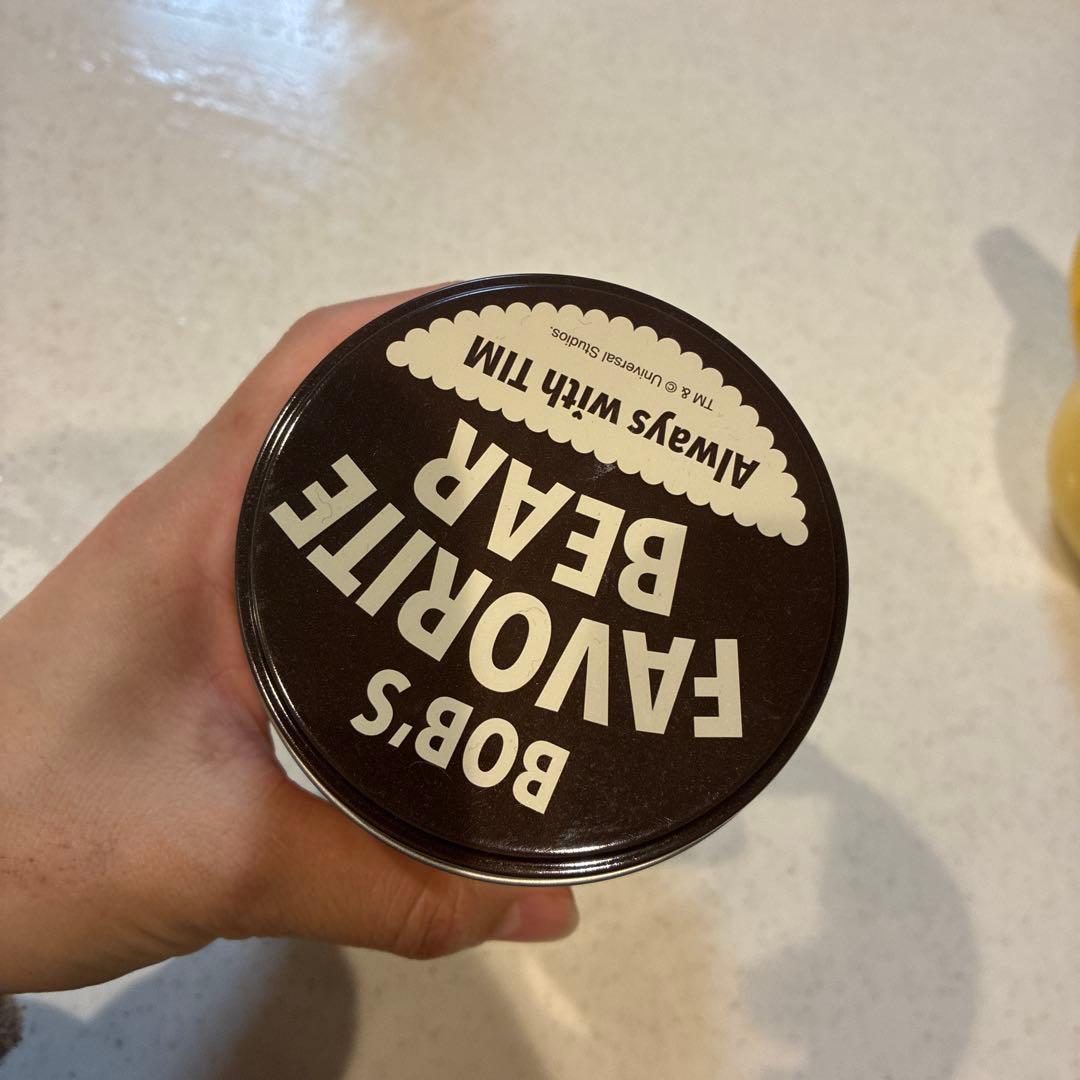 BOB'S
FAVORITE
BEAR
Always with TIM
TM & © Universal Studios.